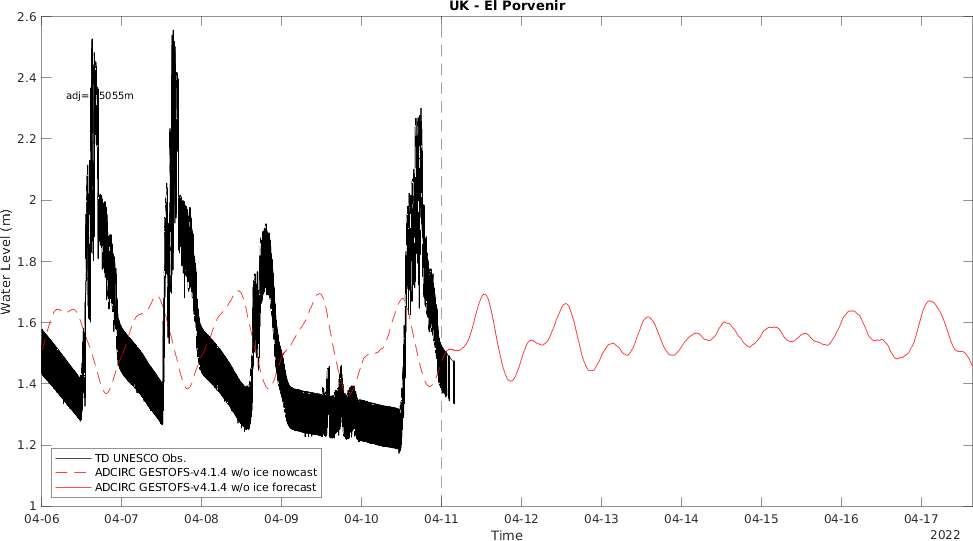 UK - El Porvenir
2.6
2.4
2.2
2
1.8
1.6
1.4
1.2
1
Water Level (m)
5055m
TD UNESCO Obs.
ADCIRC GESTOFS-v4.1.4 w/o ice nowcast
ADCIRC GESTOFS-v4.1.4 w/o ice forecast
04-06 04-07 04-08 04-09 04-10 04-11 04-12 04-13 04-14 04-15 04-16 04-17
Time
2022